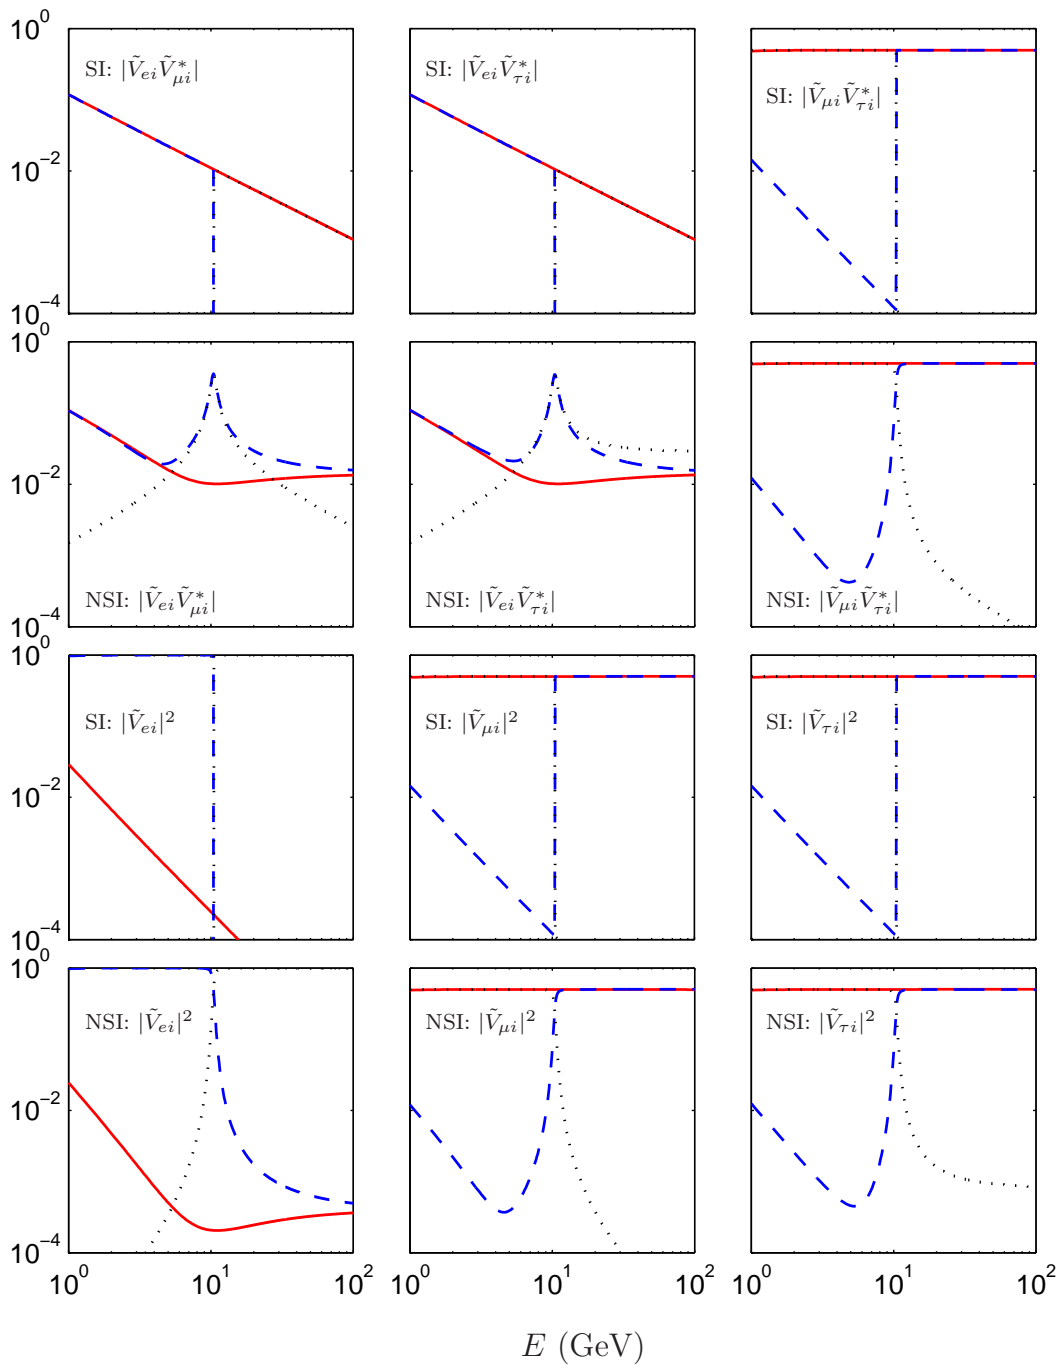 10^0
SI: |Ṽ_{ei}Ṽ*_{μi}|
SI: |Ṽ_{ei}Ṽ*_{τi}|
SI: |Ṽ_{μi}Ṽ*_{τi}|
10^{−2}
10^{−4}
10^0
10^{−2}
NSI: |Ṽ_{ei}Ṽ*_{μi}|
NSI: |Ṽ_{ei}Ṽ*_{τi}|
NSI: |Ṽ_{μi}Ṽ*_{τi}|
10^{−4}
10^0
SI: |Ṽ_{ei}|^2
SI: |Ṽ_{μi}|^2
SI: |Ṽ_{τi}|^2
10^{−2}
10^{−4}
10^0
NSI: |Ṽ_{ei}|^2
NSI: |Ṽ_{μi}|^2
NSI: |Ṽ_{τi}|^2
10^{−2}
10^{−4}
10^0 10^1 10^2 10^0 10^1 10^2 10^0 10^1 10^2
E (GeV)